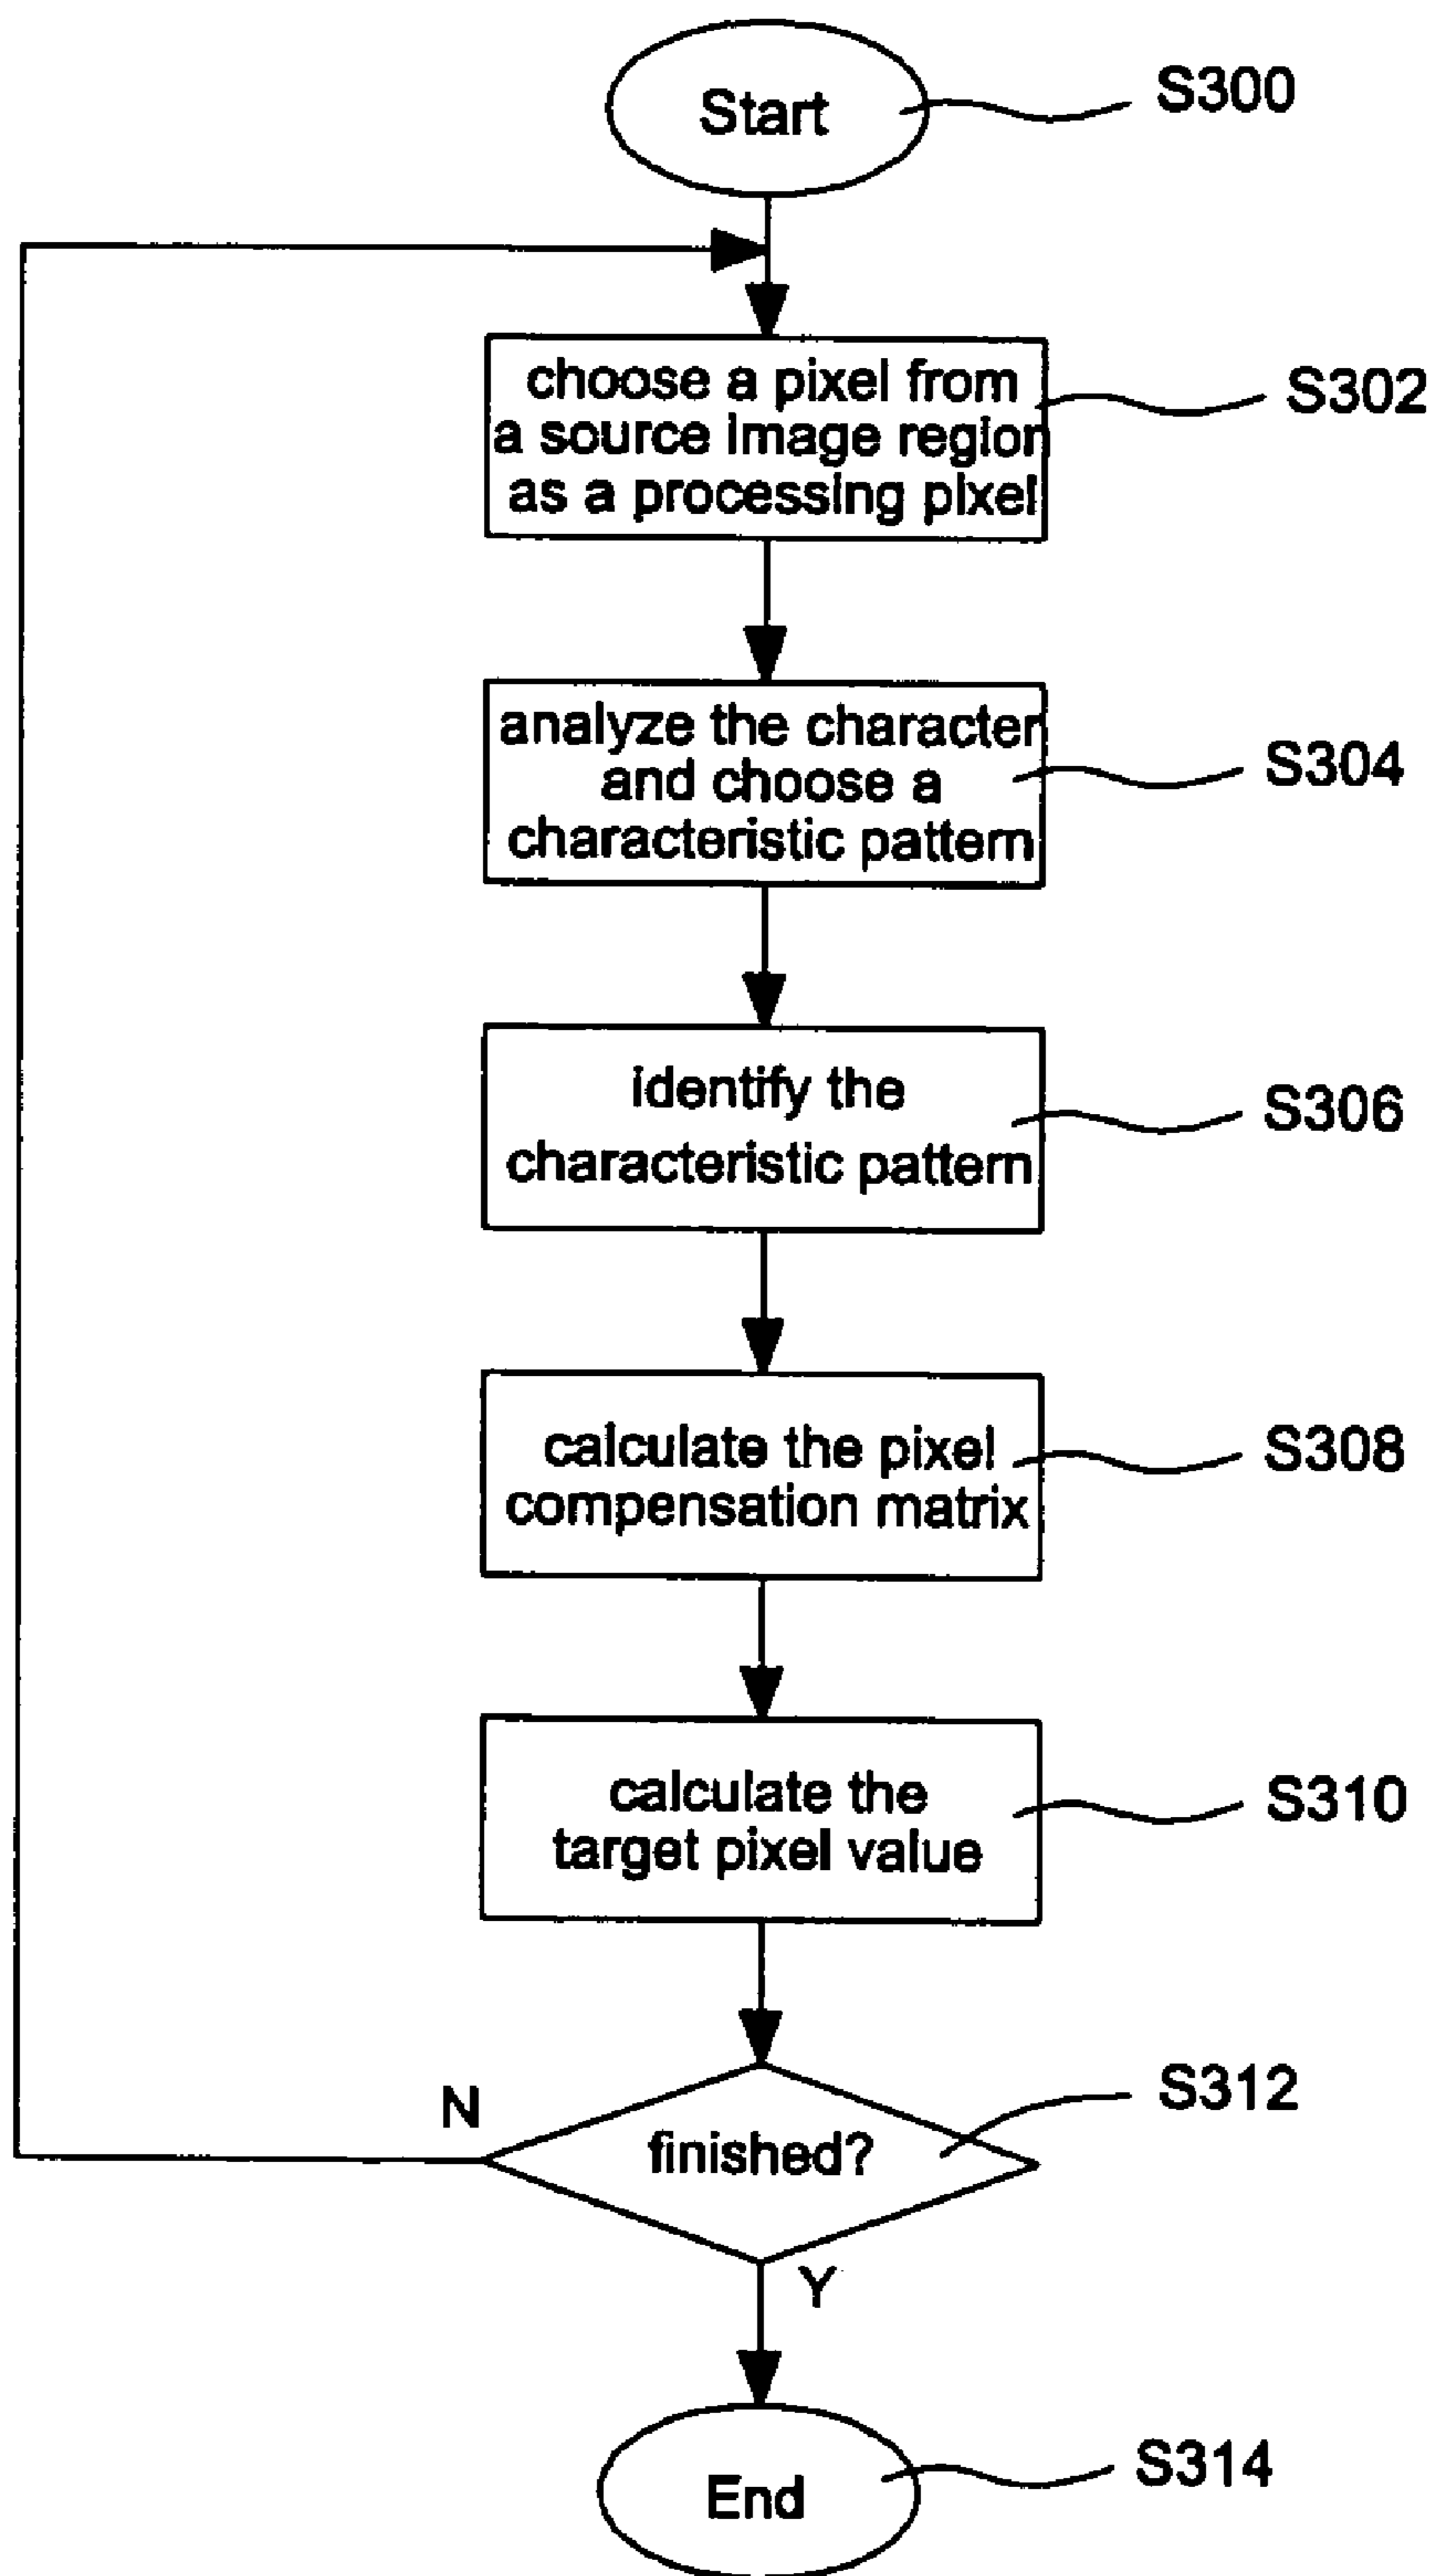 Start
S300
choose a pixel from
a source image region
as a processing pixel
S302
analyze the character
and choose a
characteristic pattern
S304
identify the
characteristic pattern
S306
calculate the pixel
compensation matrix
S308
calculate the
target pixel value
S310
N
finished?
S312
Y
End
S314